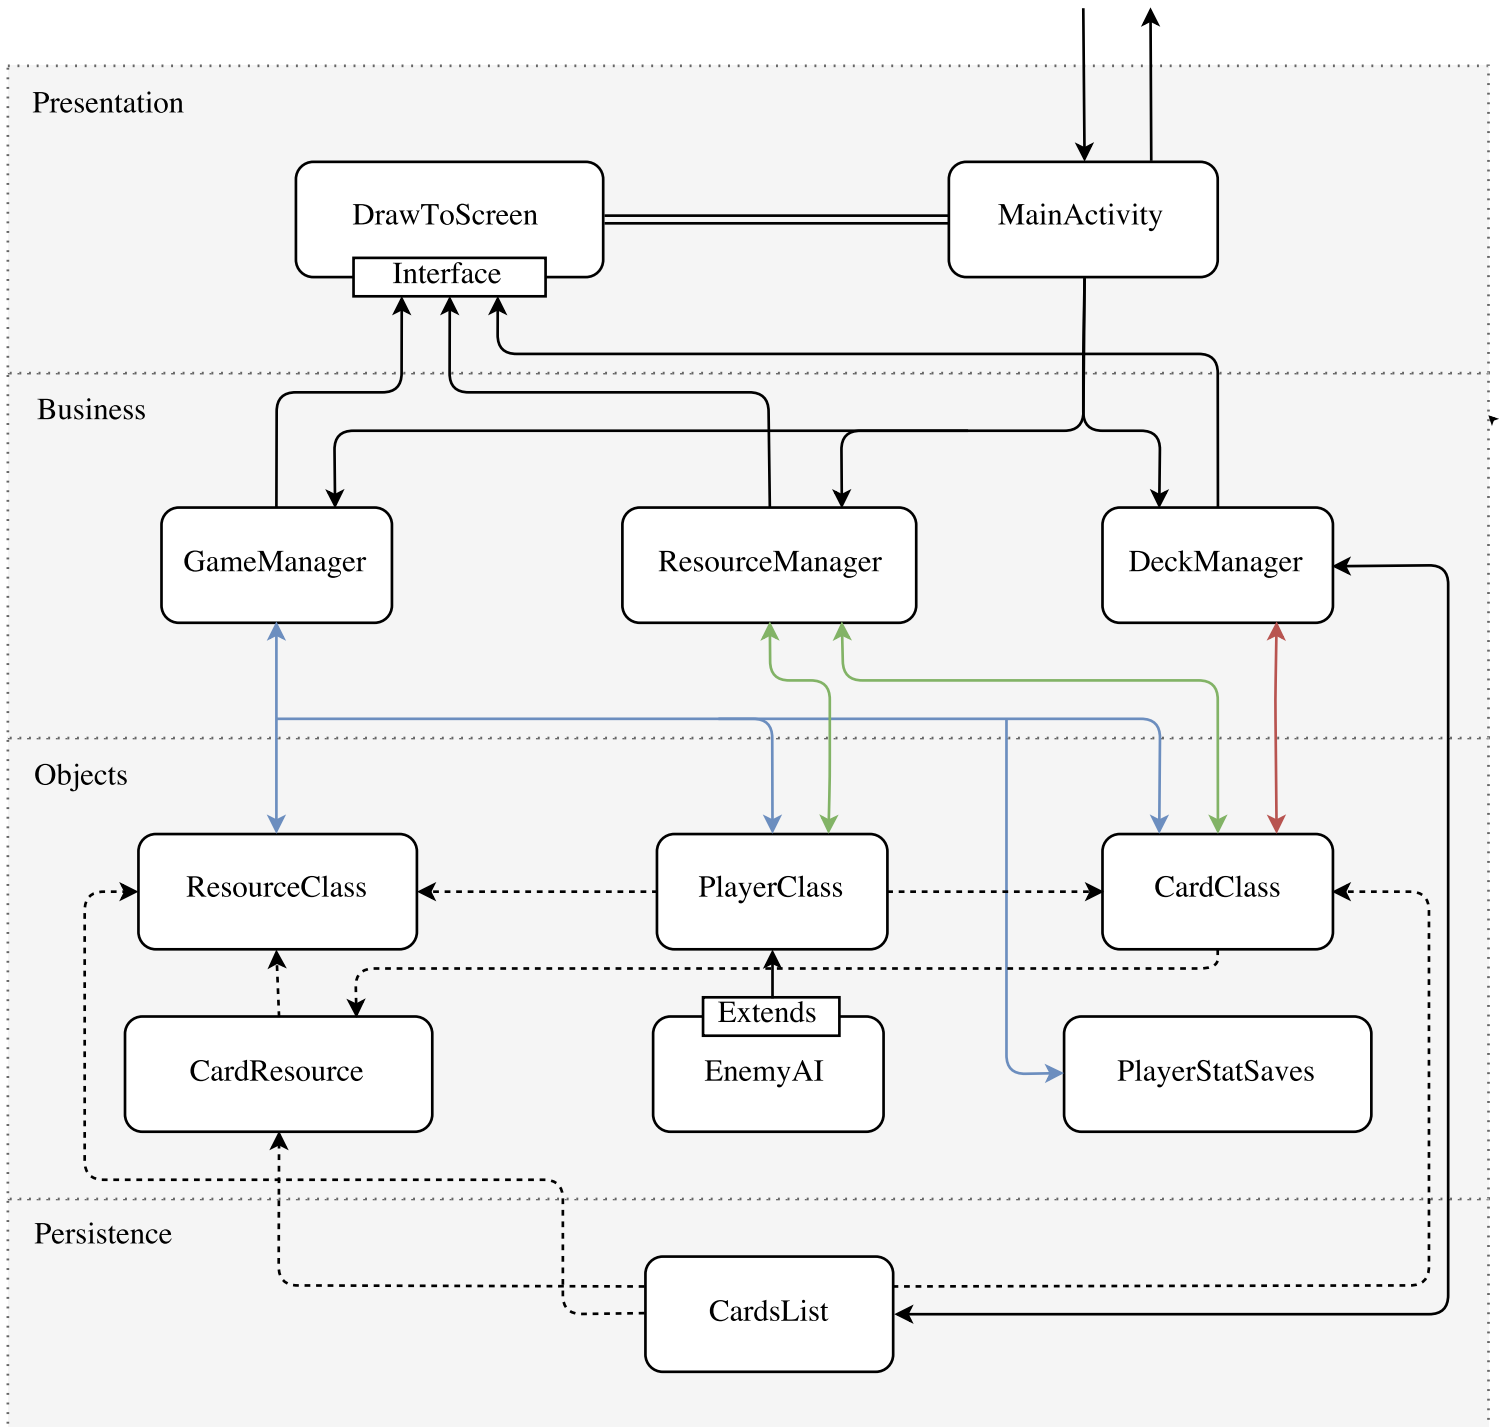 Presentation
DrawToScreen
MainActivity
Interface
Business
GameManager
ResourceManager
DeckManager
Objects
ResourceClass
PlayerClass
CardClass
Extends
CardResource
EnemyAI
PlayerStatSaves
Persistence
CardsList